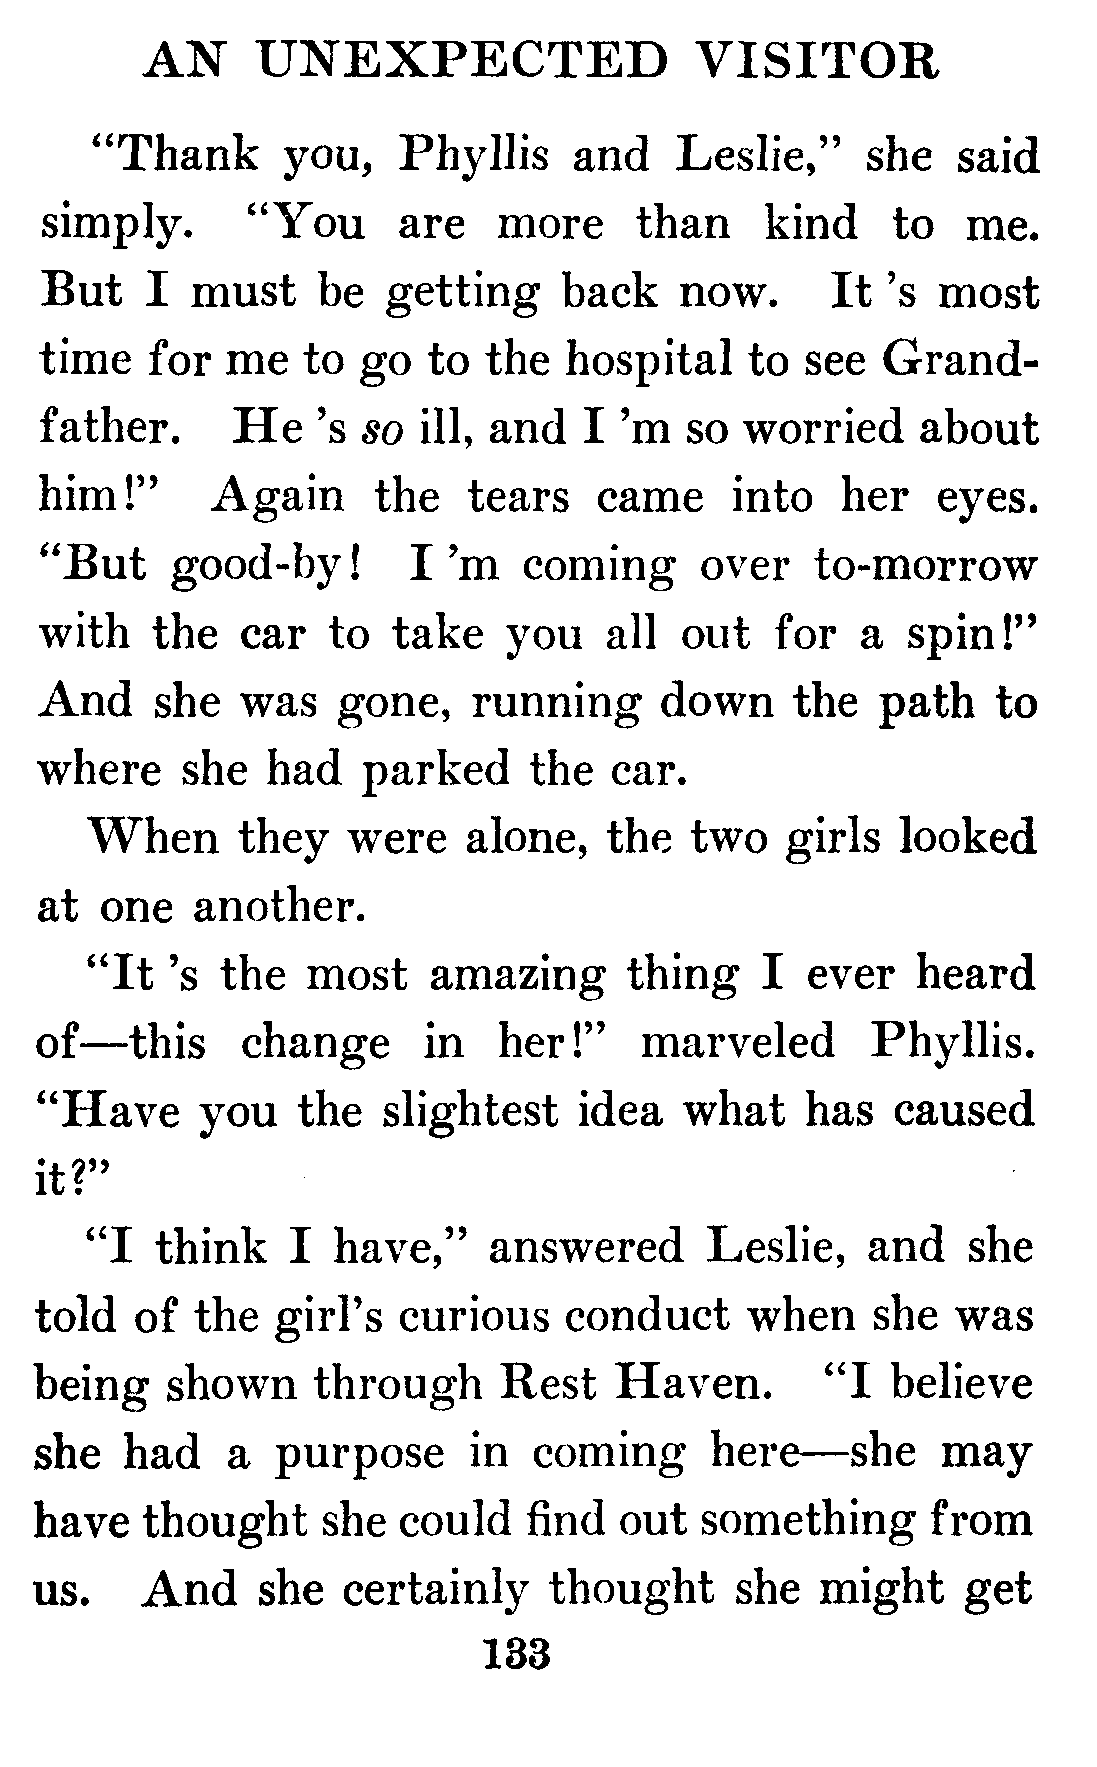 AN UNEXPECTED VISITOR
“Thank you, Phyllis and Leslie,” she said
simply. “You are more than kind to me.
But I must be getting back now. It ’s most
time for me to go to the hospital to see Grand-
father. He ’s so ill, and I ’m so worried about
him!” Again the tears came into her eyes.
“But good-by! I ’m coming over to-morrow
with the car to take you all out for a spin!”
And she was gone, running down the path to
where she had parked the car.
When they were alone, the two girls looked
at one another.
“It ’s the most amazing thing I ever heard
of—this change in her!” marveled Phyllis.
“Have you the slightest idea what has caused
it?”
“I think I have,” answered Leslie, and she
told of the girl’s curious conduct when she was
being shown through Rest Haven. “I believe
she had a purpose in coming here—she may
have thought she could find out something from
us. And she certainly thought she might get
133